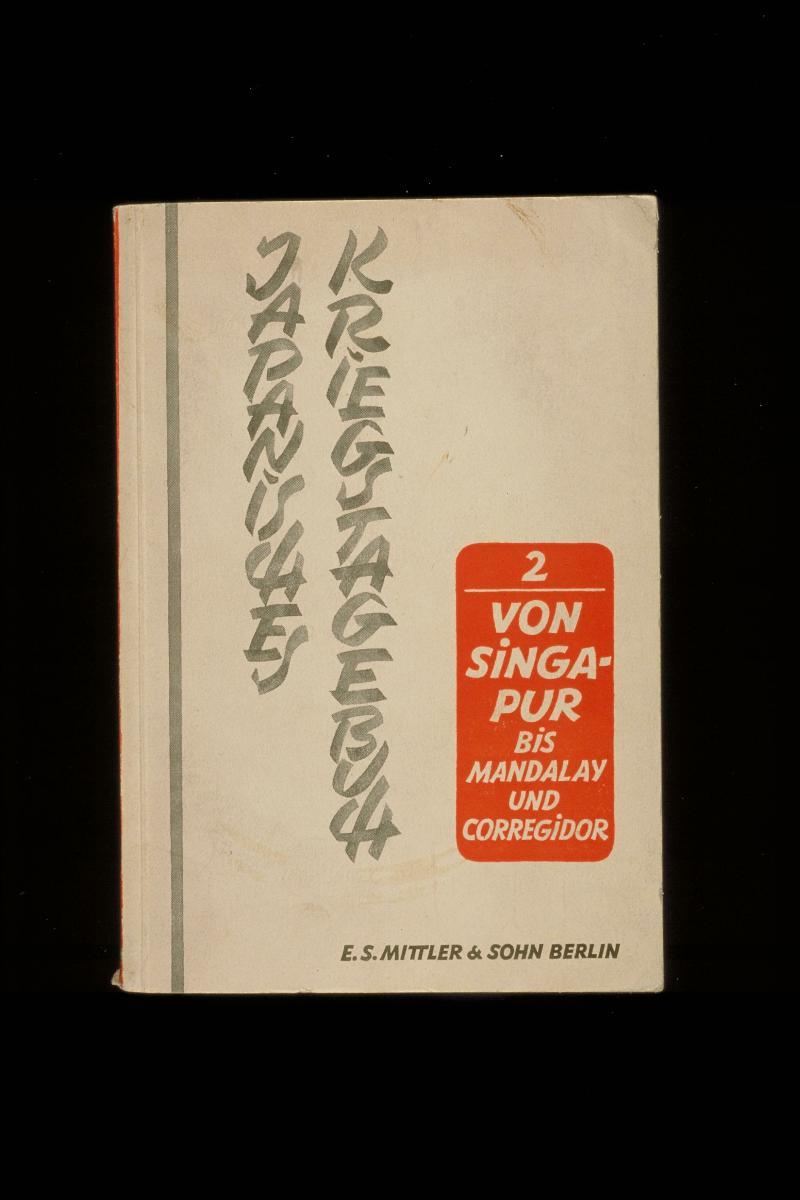 JAPANISCHES
KRIEGSTAGEBUCH
2
VON
SINGA-
PUR
BIS
MANDALAY
UND
CORREGIDOR
E. S. MITTLER & SOHN BERLIN